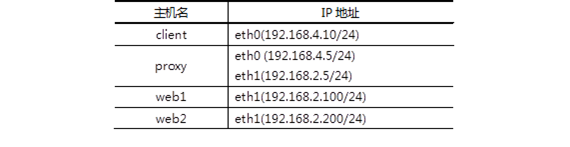 主机名 IP 地址
client eth0(192.168.4.10/24)
proxy eth0 (192.168.4.5/24)
eth1(192.168.2.5/24)
web1 eth1(192.168.2.100/24)
web2 eth1(192.168.2.200/24)